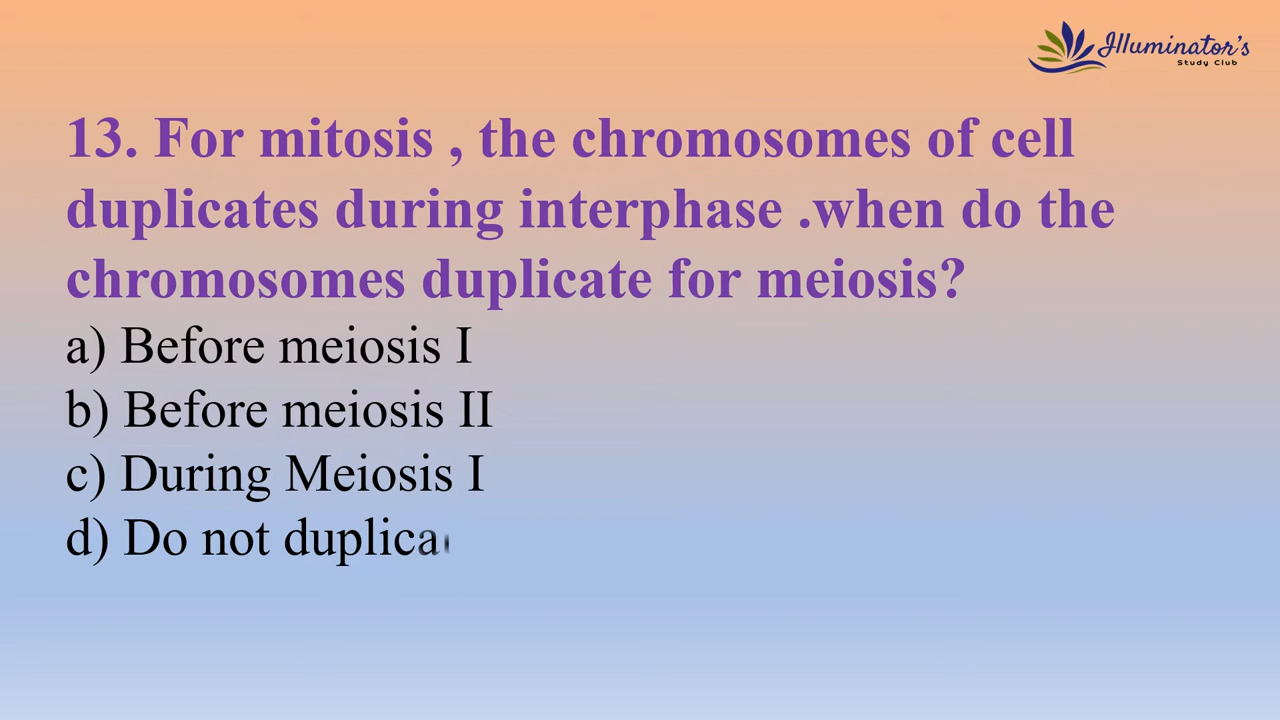 Illuminator's
Study Club
13. For mitosis , the chromosomes of cell
duplicates during interphase .when do the
chromosomes duplicate for meiosis?
a) Before meiosis I
b) Before meiosis II
c) During Meiosis I
d) Do not